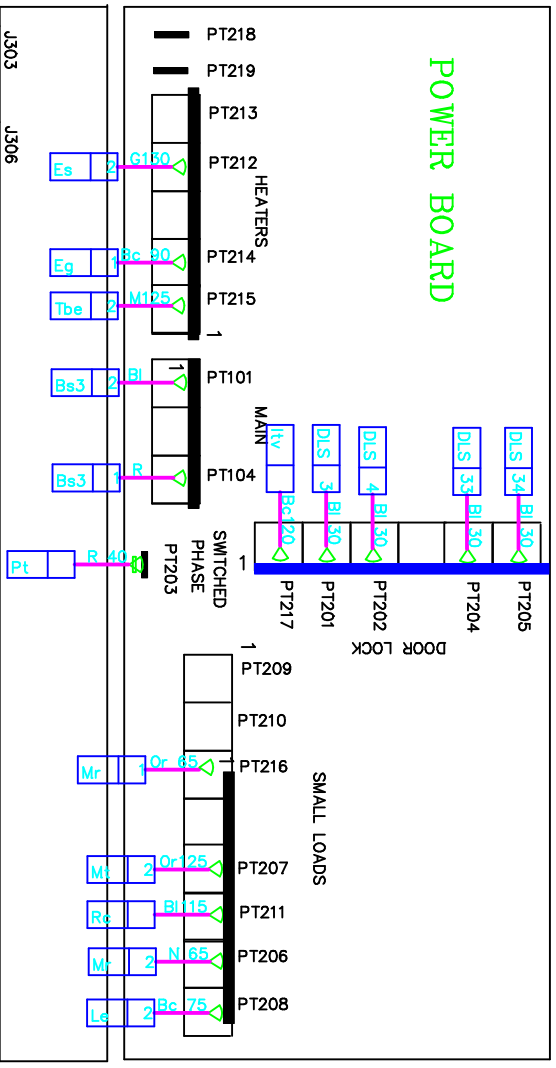 POWER BOARD
J303
J306
PT218
PT219
PT213
PT212
HEATERS
PT214
PT215
1
Es 2 G130
Eg 1 Bc 90
Tbe 2 M125
1
PT101
PT104
MAIN
Bs3 2 Bl
Bs3 1 R
SWITCHED
PHASE
PT203
Pt R 40
Itv Bc120
DLS 3 Bl 30
DLS 4 Bl 30
DLS 33 Bl 30
DLS 34 Bl 30
1
PT217
PT201
PT202
PT204
PT205
DOOR LOCK
1
PT209
PT210
1
PT216
SMALL LOADS
PT207
PT211
PT206
PT208
Mr 1 Or 65
Mt 2 Or125
Rc Bl115
Mr 2 N 65
Le 2 Bc 75